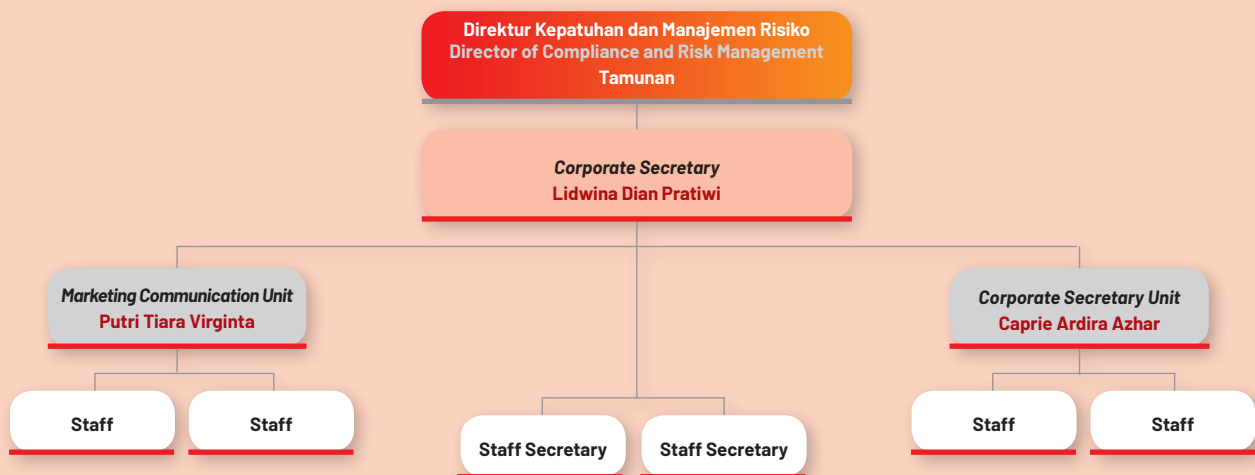 Direktur Kepatuhan dan Manajemen Risiko
Director of Compliance and Risk Management
Tamunan
Corporate Secretary
Lidwina Dian Pratiwi
Marketing Communication Unit
Putri Tiara Virginta
Corporate Secretary Unit
Caprie Ardira Azhar
Staff
Staff
Staff Secretary
Staff Secretary
Staff
Staff